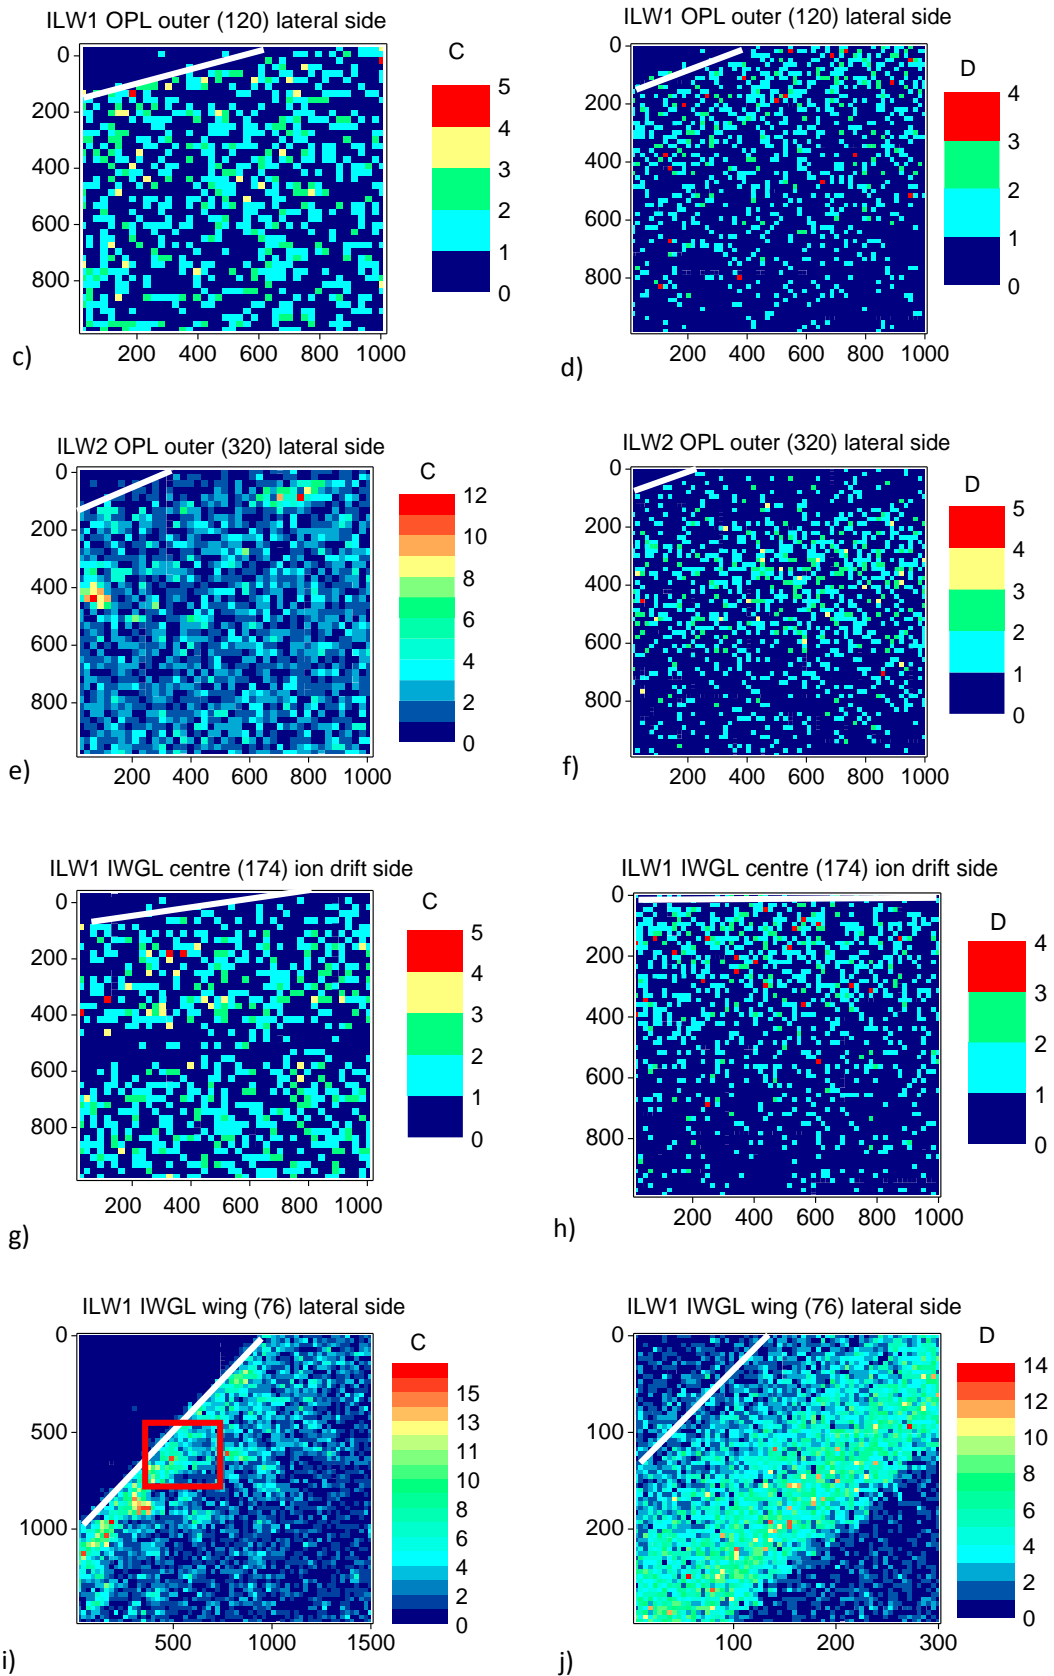 ILW1 OPL outer (120) lateral side
C
0
200
400
600
800
200 400 600 800 1000
5
4
3
2
1
0
c)
ILW1 OPL outer (120) lateral side
D
0
200
400
600
800
200 400 600 800 1000
4
3
2
1
0
d)
ILW2 OPL outer (320) lateral side
C
0
200
400
600
800
200 400 600 800 1000
12
10
8
6
4
2
0
e)
ILW2 OPL outer (320) lateral side
D
0
200
400
600
800
200 400 600 800 1000
5
4
3
2
1
0
f)
ILW1 IWGL centre (174) ion drift side
C
0
200
400
600
800
200 400 600 800 1000
5
4
3
2
1
0
g)
ILW1 IWGL centre (174) ion drift side
D
0
200
400
600
800
200 400 600 800 1000
4
3
2
1
0
h)
ILW1 IWGL wing (76) lateral side
C
0
500
1000
500 1000 1500
15
13
11
10
8
6
4
2
0
i)
ILW1 IWGL wing (76) lateral side
D
0
100
200
100 200 300
14
12
10
8
6
4
2
0
j)